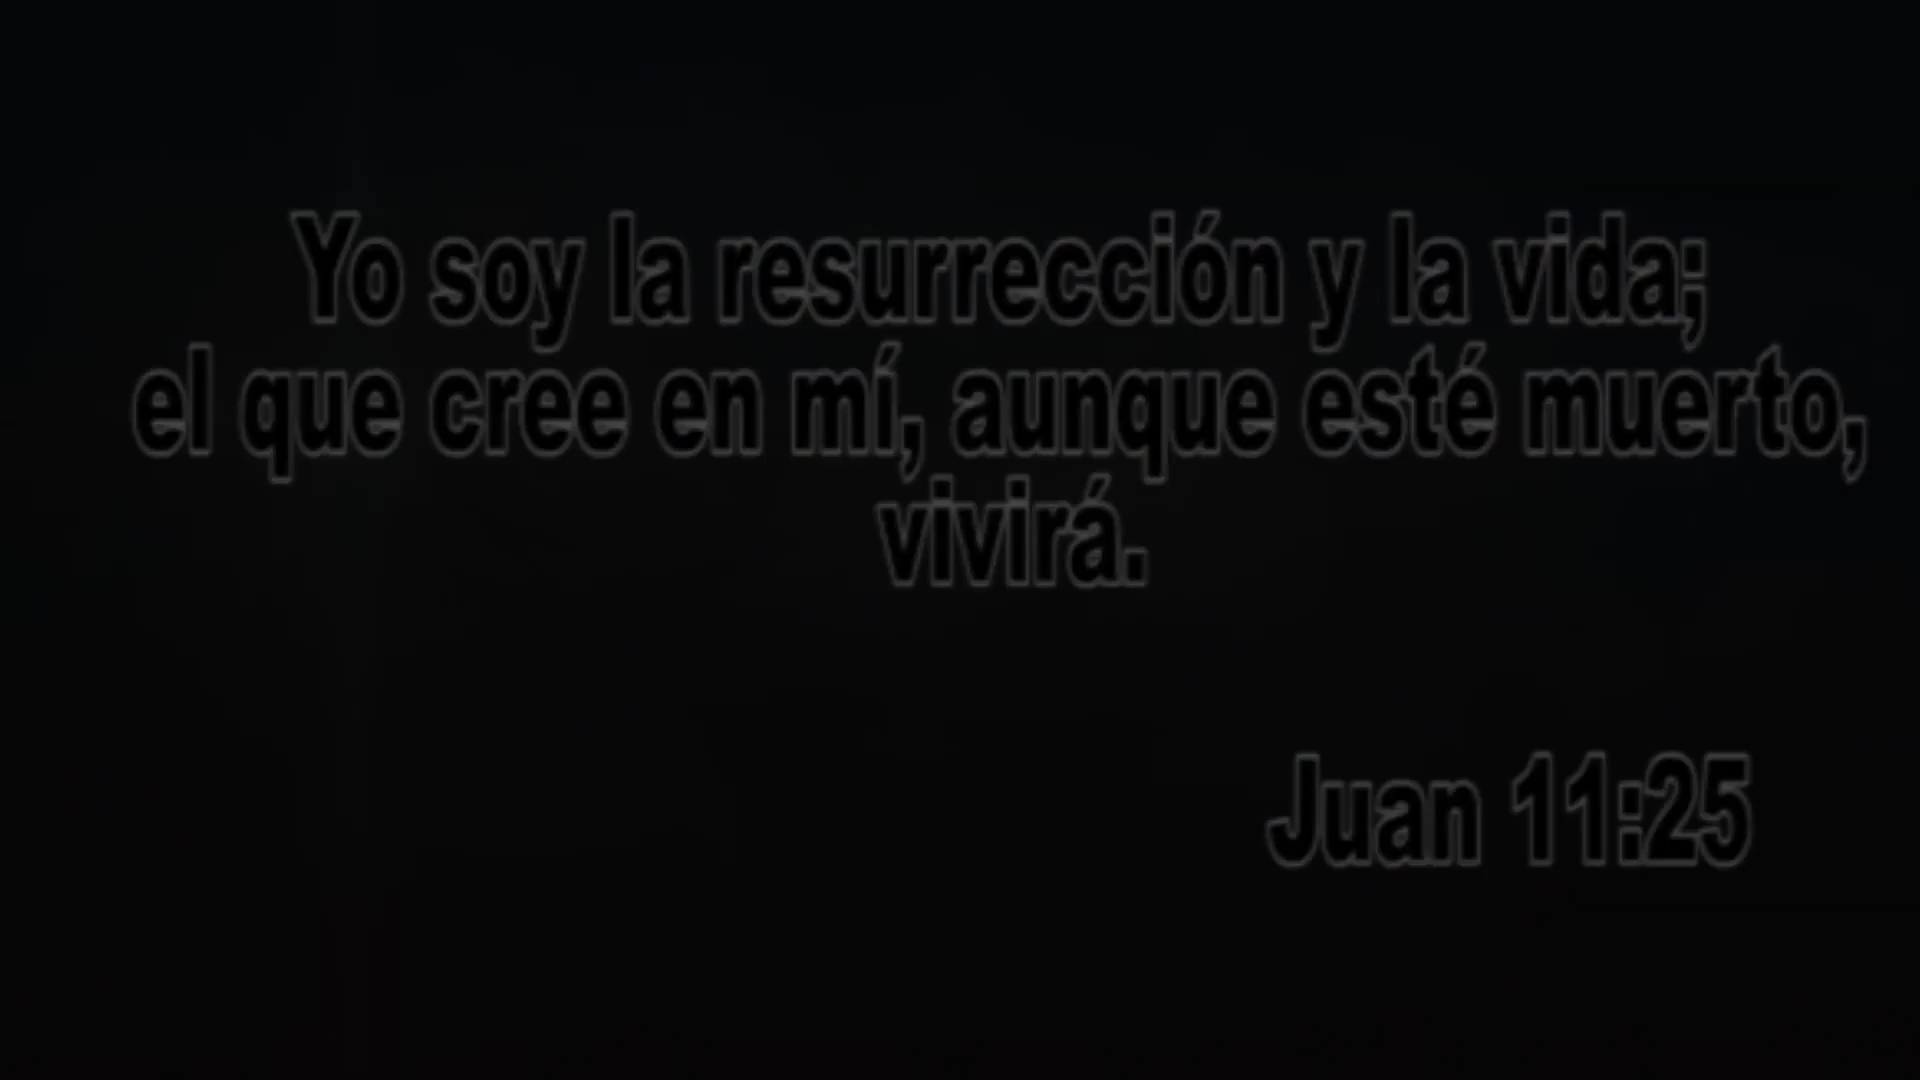 Yo soy la resurrección y la vida;
el que cree en mí, aunque esté muerto,
vivirá.
Juan 11:25